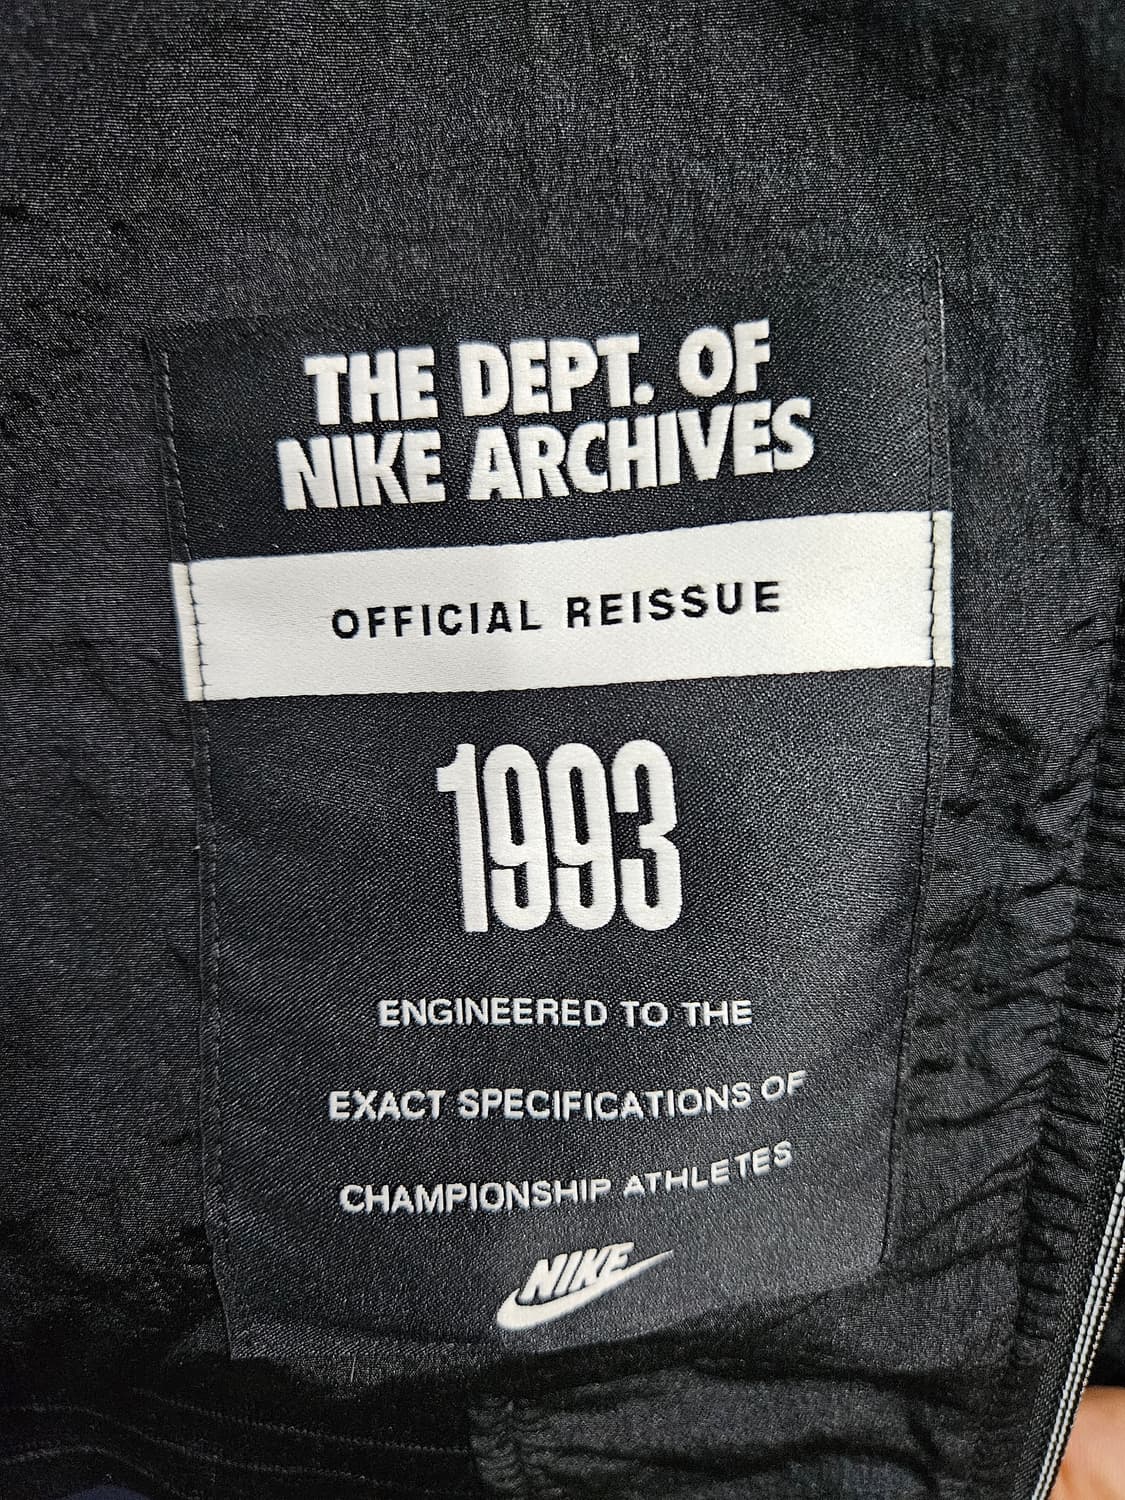 THE DEPT. OF
NIKE ARCHIVES
OFFICIAL REISSUE
1993
ENGINEERED TO THE
EXACT SPECIFICATIONS OF
CHAMPIONSHIP ATHLETES
NIKE